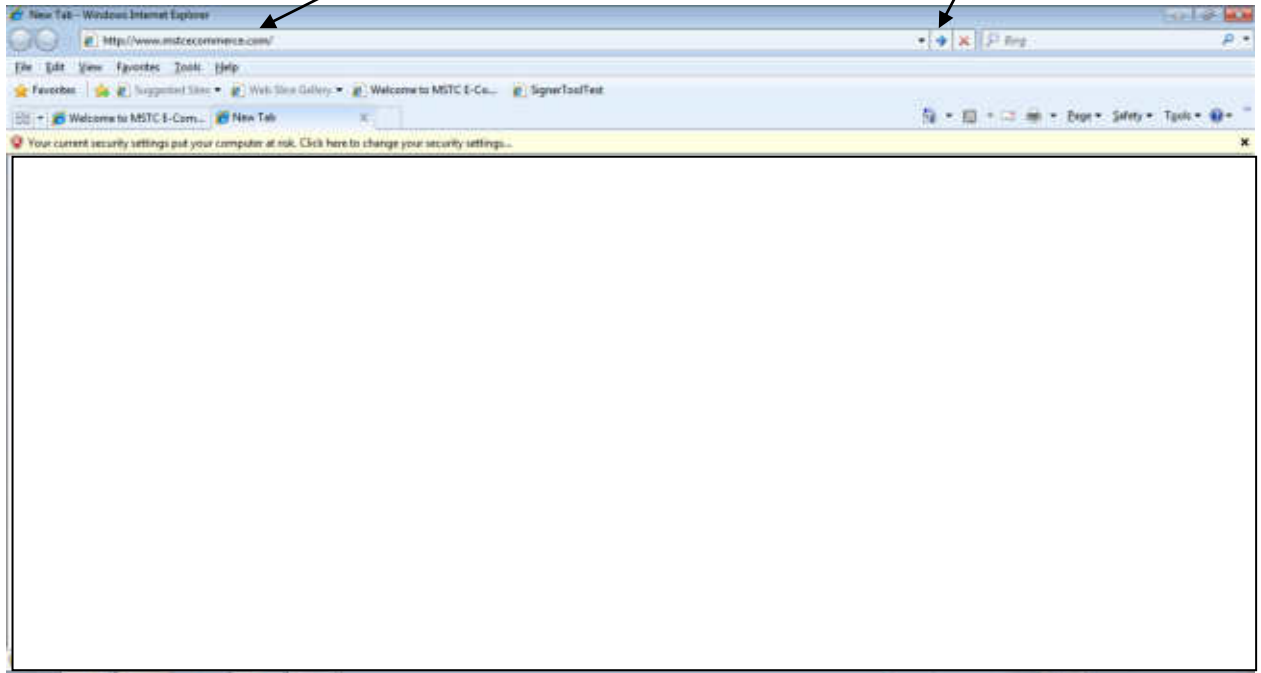 New Tab - Windows Internet Explorer
http://www.mstcecommerce.com/
Bing
File Edit View Favorites Tools Help
Favorites Suggested Sites Web Slice Gallery Welcome to MSTC E-Co... SignerToolTest
Welcome to MSTC E-Com... New Tab
Page Safety Tools
Your current security settings put your computer at risk. Click here to change your security settings...